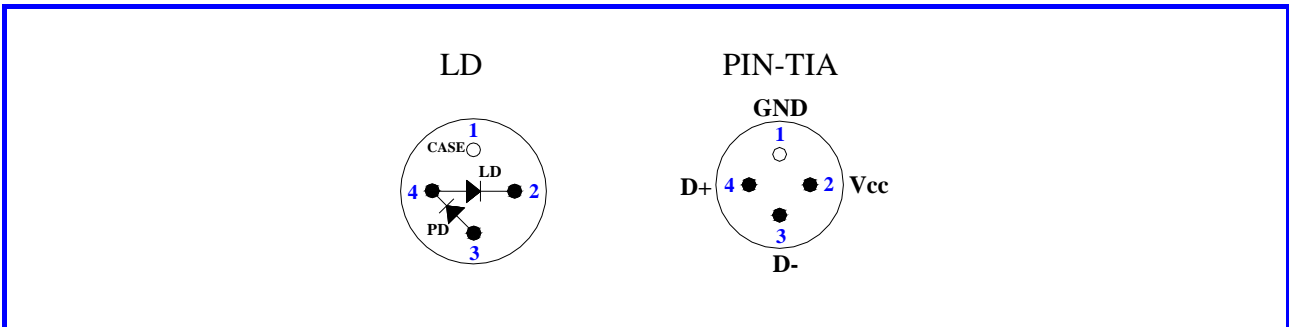 LD
1
CASE
LD
4
2
PD
3
PIN-TIA
GND
1
D+ 4 2 Vcc
3
D-